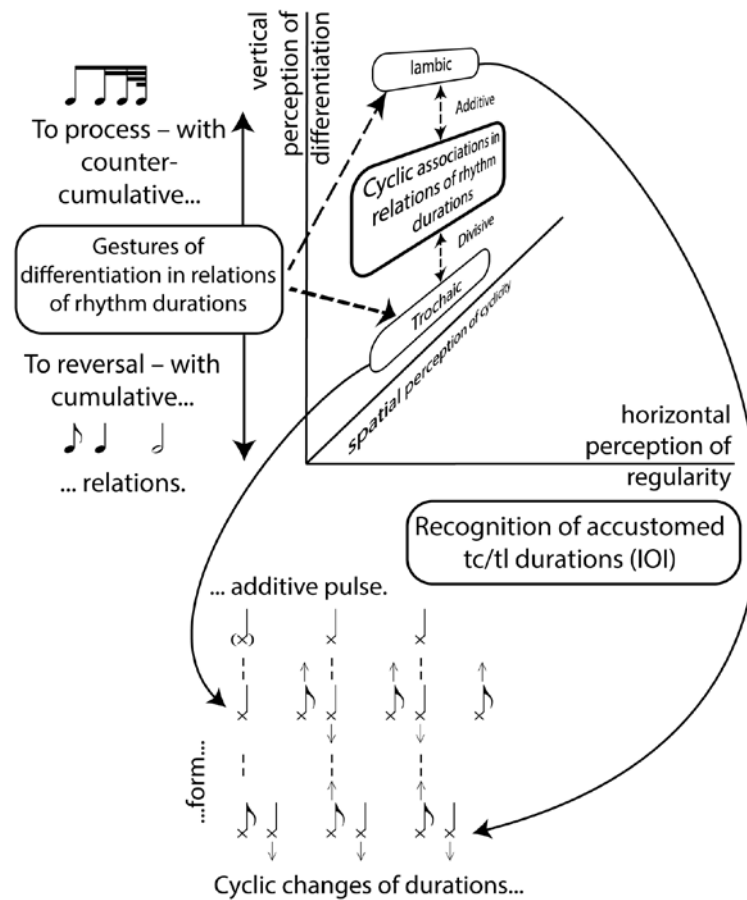 vertical
perception of
differentiation
Iambic
Additive
To process – with
counter-
cumulative...
Cyclic associations in
relations of rhythm
durations
Gestures of
differentiation in relations
of rhythm durations
Divisive
Trochaic
spatial perception of cyclicity
To reversal – with
cumulative...
... relations.
horizontal
perception of
regularity
Recognition of accustomed
tc/tl durations (IOI)
... additive pulse.
...form...
Cyclic changes of durations...